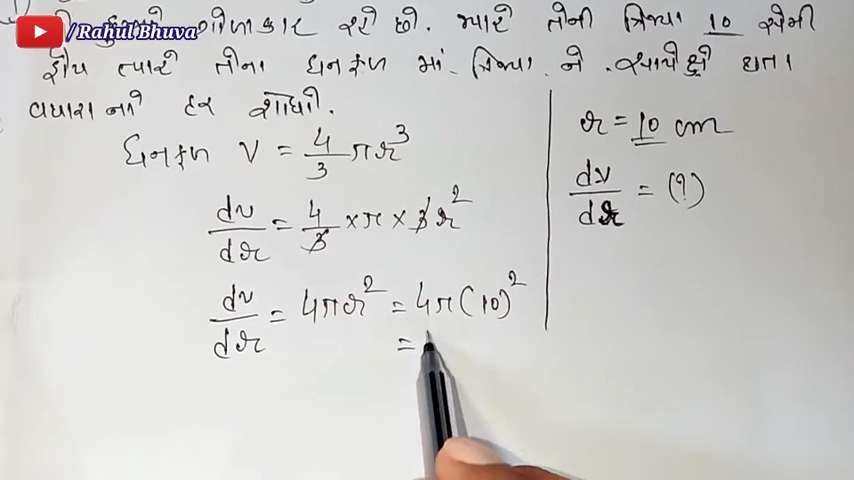 /Rahul Bhuva
ફુગ્ગો ગોળાકાર રહે છે. જ્યારે તેની ત્રિજ્યા 10 સેમી
હોય ત્યારે તેના ઘનફળ માં ત્રિજ્યા ને સાપેક્ષે થતા
વધારાનો દર શોધો.
ઘનફળ V = 4/3 πr³
dv/dr = 4/3 × π × 3r²
dv/dr = 4πr² = 4π(10)²
=
r = 10 cm
dv/dr = (?)